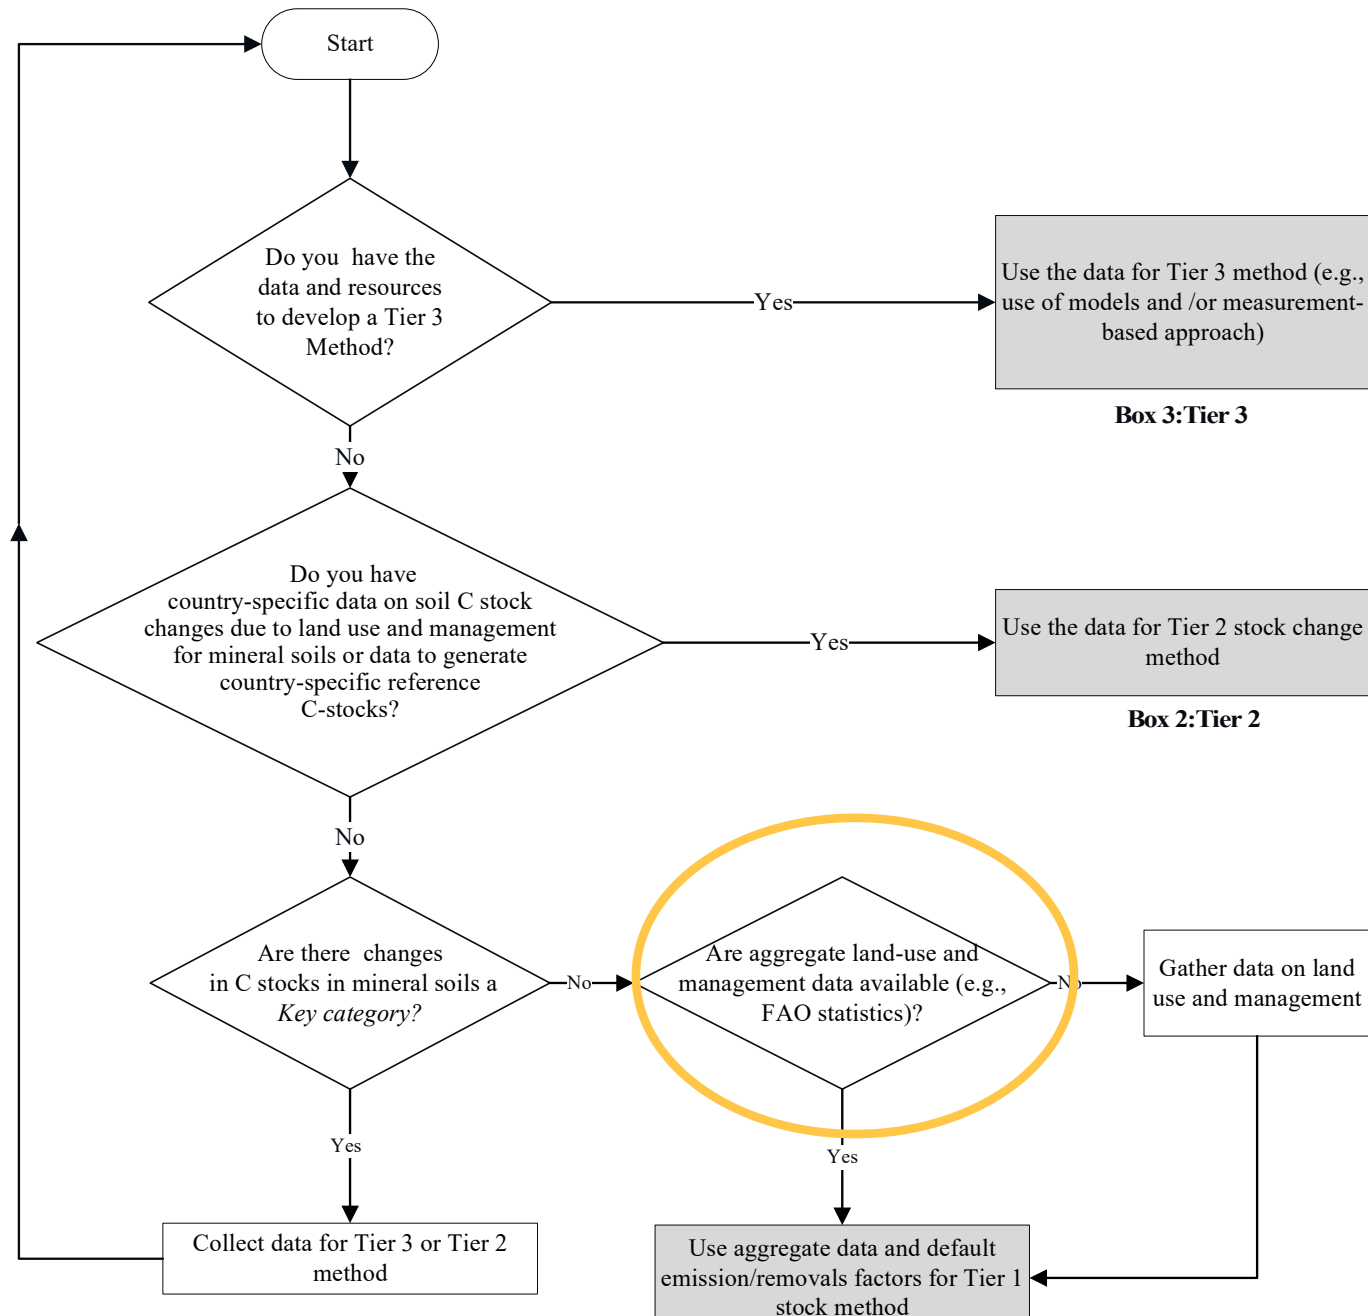 Start
Do you have the
data and resources
to develop a Tier 3
Method?
Yes
Use the data for Tier 3 method (e.g.,
use of models and /or measurement-
based approach)
Box 3:Tier 3
No
Do you have
country-specific data on soil C stock
changes due to land use and management
for mineral soils or data to generate
country-specific reference
C-stocks?
Yes
Use the data for Tier 2 stock change
method
Box 2:Tier 2
No
Are there changes
in C stocks in mineral soils a
Key category?
No
Are aggregate land-use and
management data available (e.g.,
FAO statistics)?
No
Gather data on land
use and management
Yes
Yes
Collect data for Tier 3 or Tier 2
method
Use aggregate data and default
emission/removals factors for Tier 1
stock method